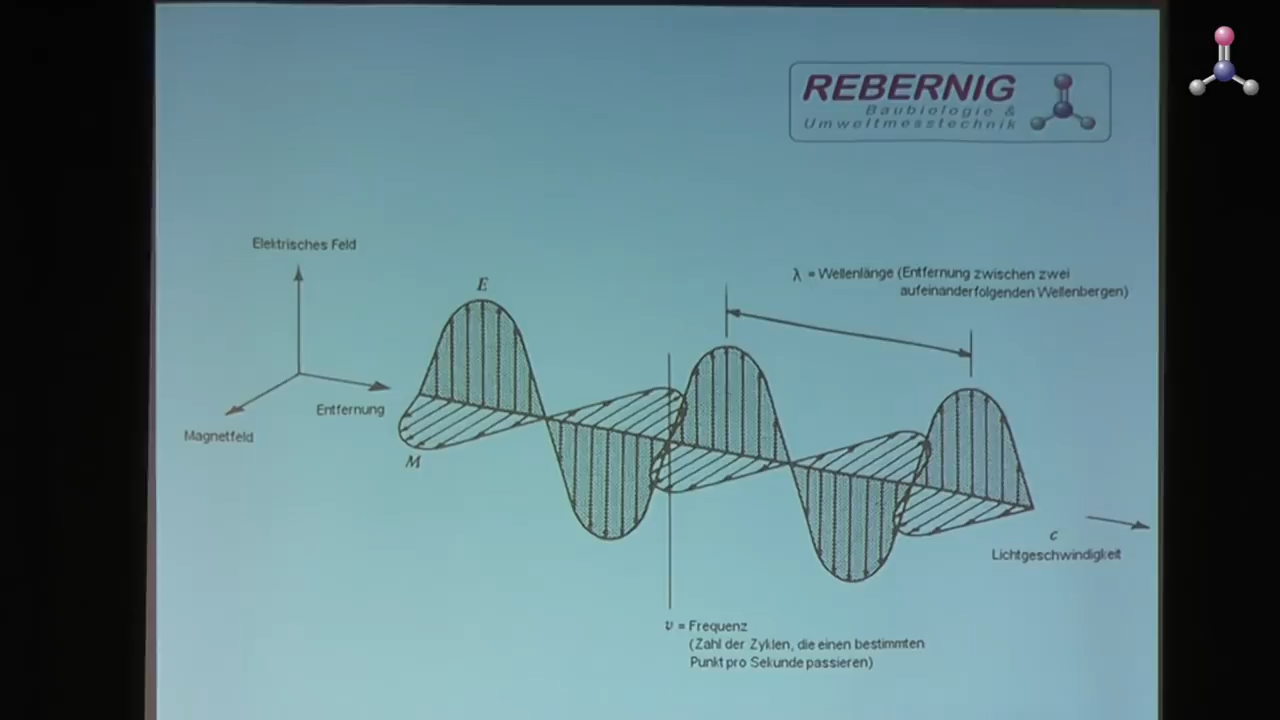 REBERNIG
Baubiologie &
Umweltmesstechnik
Elektrisches Feld
E
λ = Wellenlänge (Entfernung zwischen zwei
aufeinanderfolgenden Wellenbergen)
Entfernung
Magnetfeld
M
c
Lichtgeschwindigkeit
υ = Frequenz
(Zahl der Zyklen, die einen bestimmten
Punkt pro Sekunde passieren)